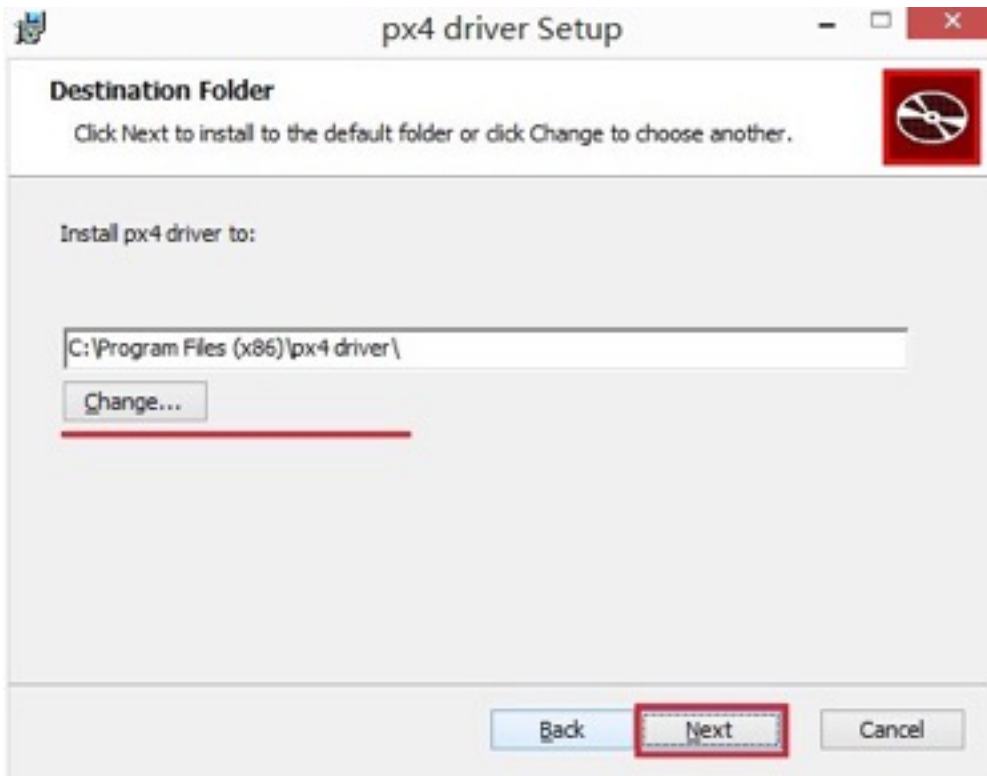 px4 driver Setup
Destination Folder
Click Next to install to the default folder or click Change to choose another.
Install px4 driver to:
C:\Program Files (x86)\px4 driver\
Change...
Back Next Cancel